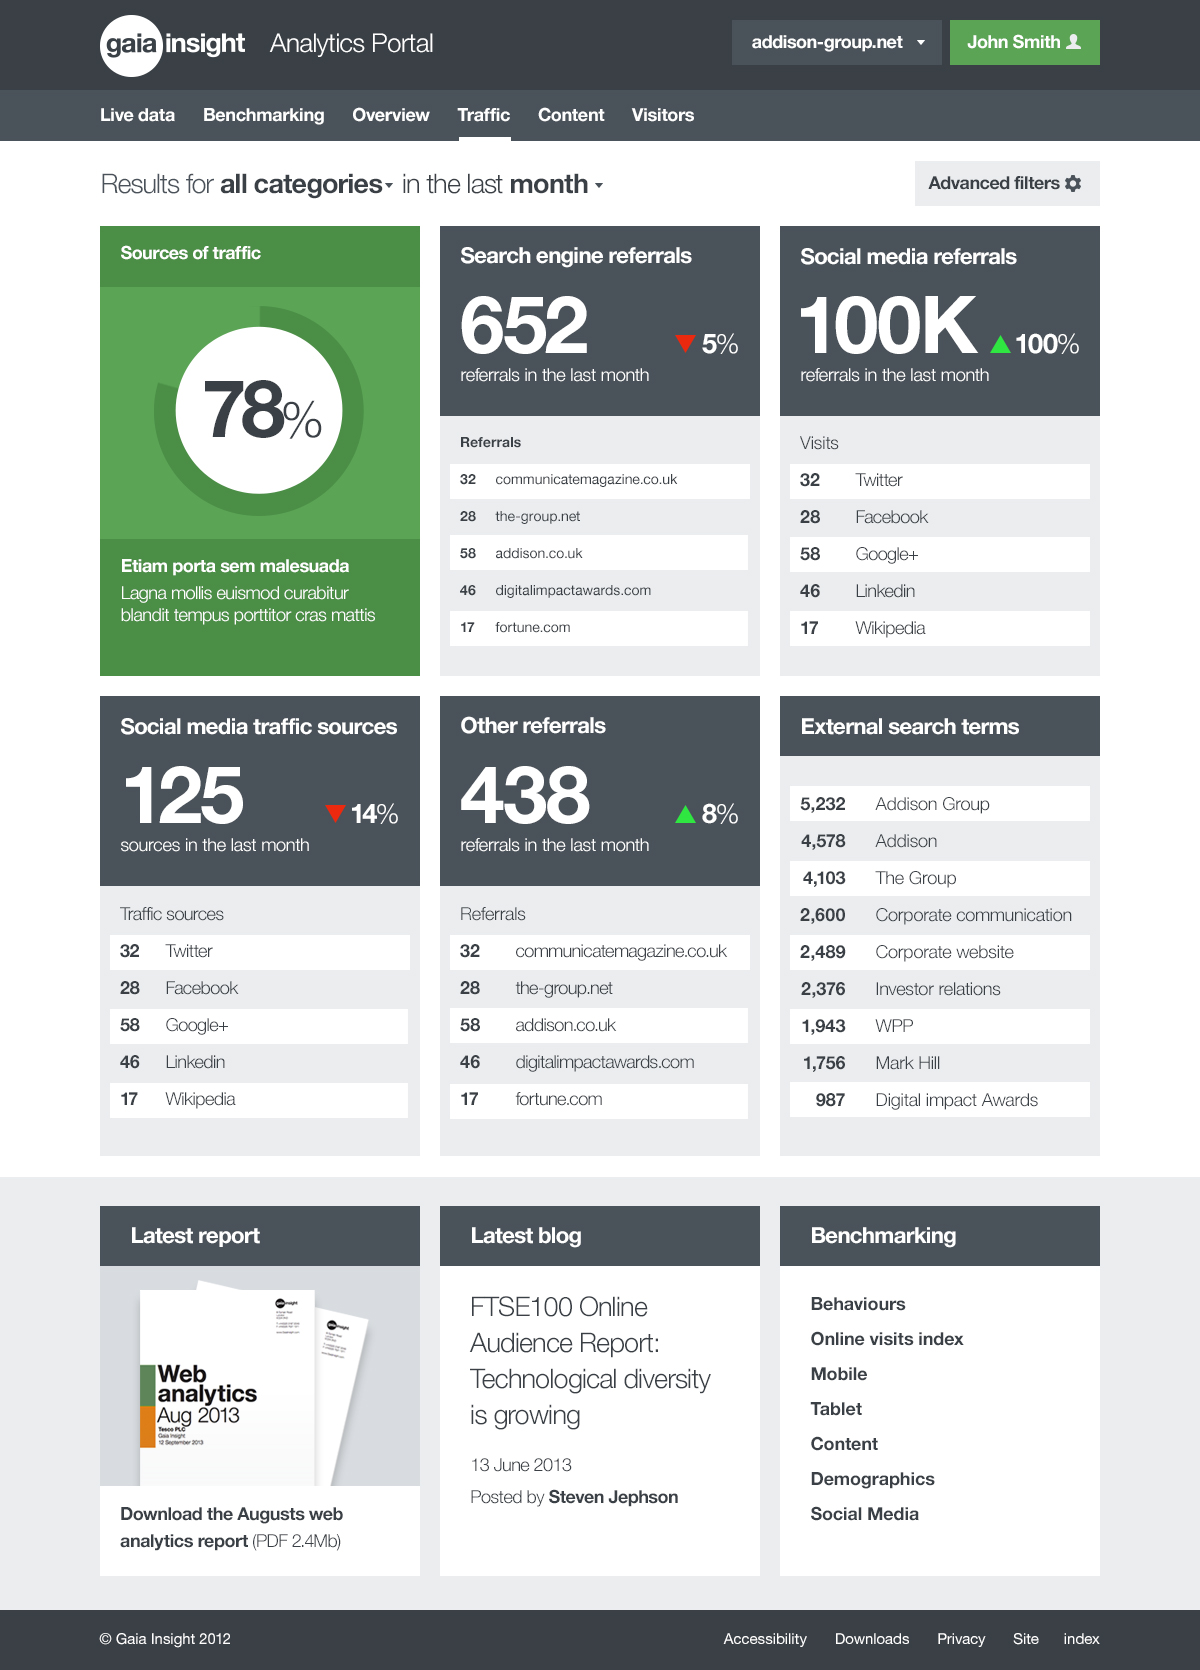 gaia insight Analytics Portal
addison-group.net
John Smith
Live data Benchmarking Overview Traffic Content Visitors
Results for all categories in the last month
Advanced filters
Sources of traffic
78%
Etiam porta sem malesuada
Lagna mollis euismod curabitur
blandit tempus porttitor cras mattis
Search engine referrals
652
5%
referrals in the last month
Referrals
32 communicatemagazine.co.uk
28 the-group.net
58 addison.co.uk
46 digitalimpactawards.com
17 fortune.com
Social media referrals
100K
100%
referrals in the last month
Visits
32 Twitter
28 Facebook
58 Google+
46 Linkedin
17 Wikipedia
Social media traffic sources
125
14%
sources in the last month
Traffic sources
32 Twitter
28 Facebook
58 Google+
46 Linkedin
17 Wikipedia
Other referrals
438
8%
referrals in the last month
Referrals
32 communicatemagazine.co.uk
28 the-group.net
58 addison.co.uk
46 digitalimpactawards.com
17 fortune.com
External search terms
5,232 Addison Group
4,578 Addison
4,103 The Group
2,600 Corporate communication
2,489 Corporate website
2,376 Investor relations
1,943 WPP
1,756 Mark Hill
987 Digital impact Awards
Latest report
gaia insight
gaia insight
Web
analytics
Aug 2013
Tesco PLC
Gaia Insight
12 September 2013
Download the Augusts web
analytics report (PDF 2.4Mb)
Latest blog
FTSE100 Online
Audience Report:
Technological diversity
is growing
13 June 2013
Posted by Steven Jephson
Benchmarking
Behaviours
Online visits index
Mobile
Tablet
Content
Demographics
Social Media
© Gaia Insight 2012
Accessibility Downloads Privacy Site index